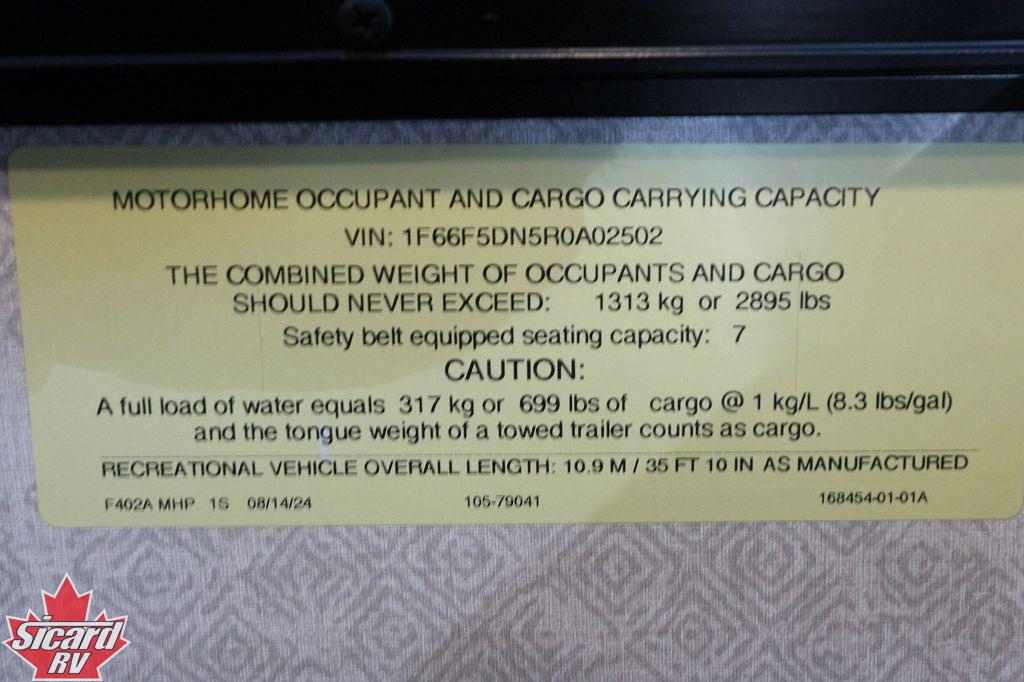 MOTORHOME OCCUPANT AND CARGO CARRYING CAPACITY
VIN: 1F66F5DN5R0A02502
THE COMBINED WEIGHT OF OCCUPANTS AND CARGO
SHOULD NEVER EXCEED: 1313 kg or 2895 lbs
Safety belt equipped seating capacity: 7
CAUTION:
A full load of water equals 317 kg or 699 lbs of cargo @ 1 kg/L (8.3 lbs/gal)
and the tongue weight of a towed trailer counts as cargo.
RECREATIONAL VEHICLE OVERALL LENGTH: 10.9 M / 35 FT 10 IN AS MANUFACTURED
F402A MHP 1S 08/14/24 105-79041 168454-01-01A
Sicard
RV